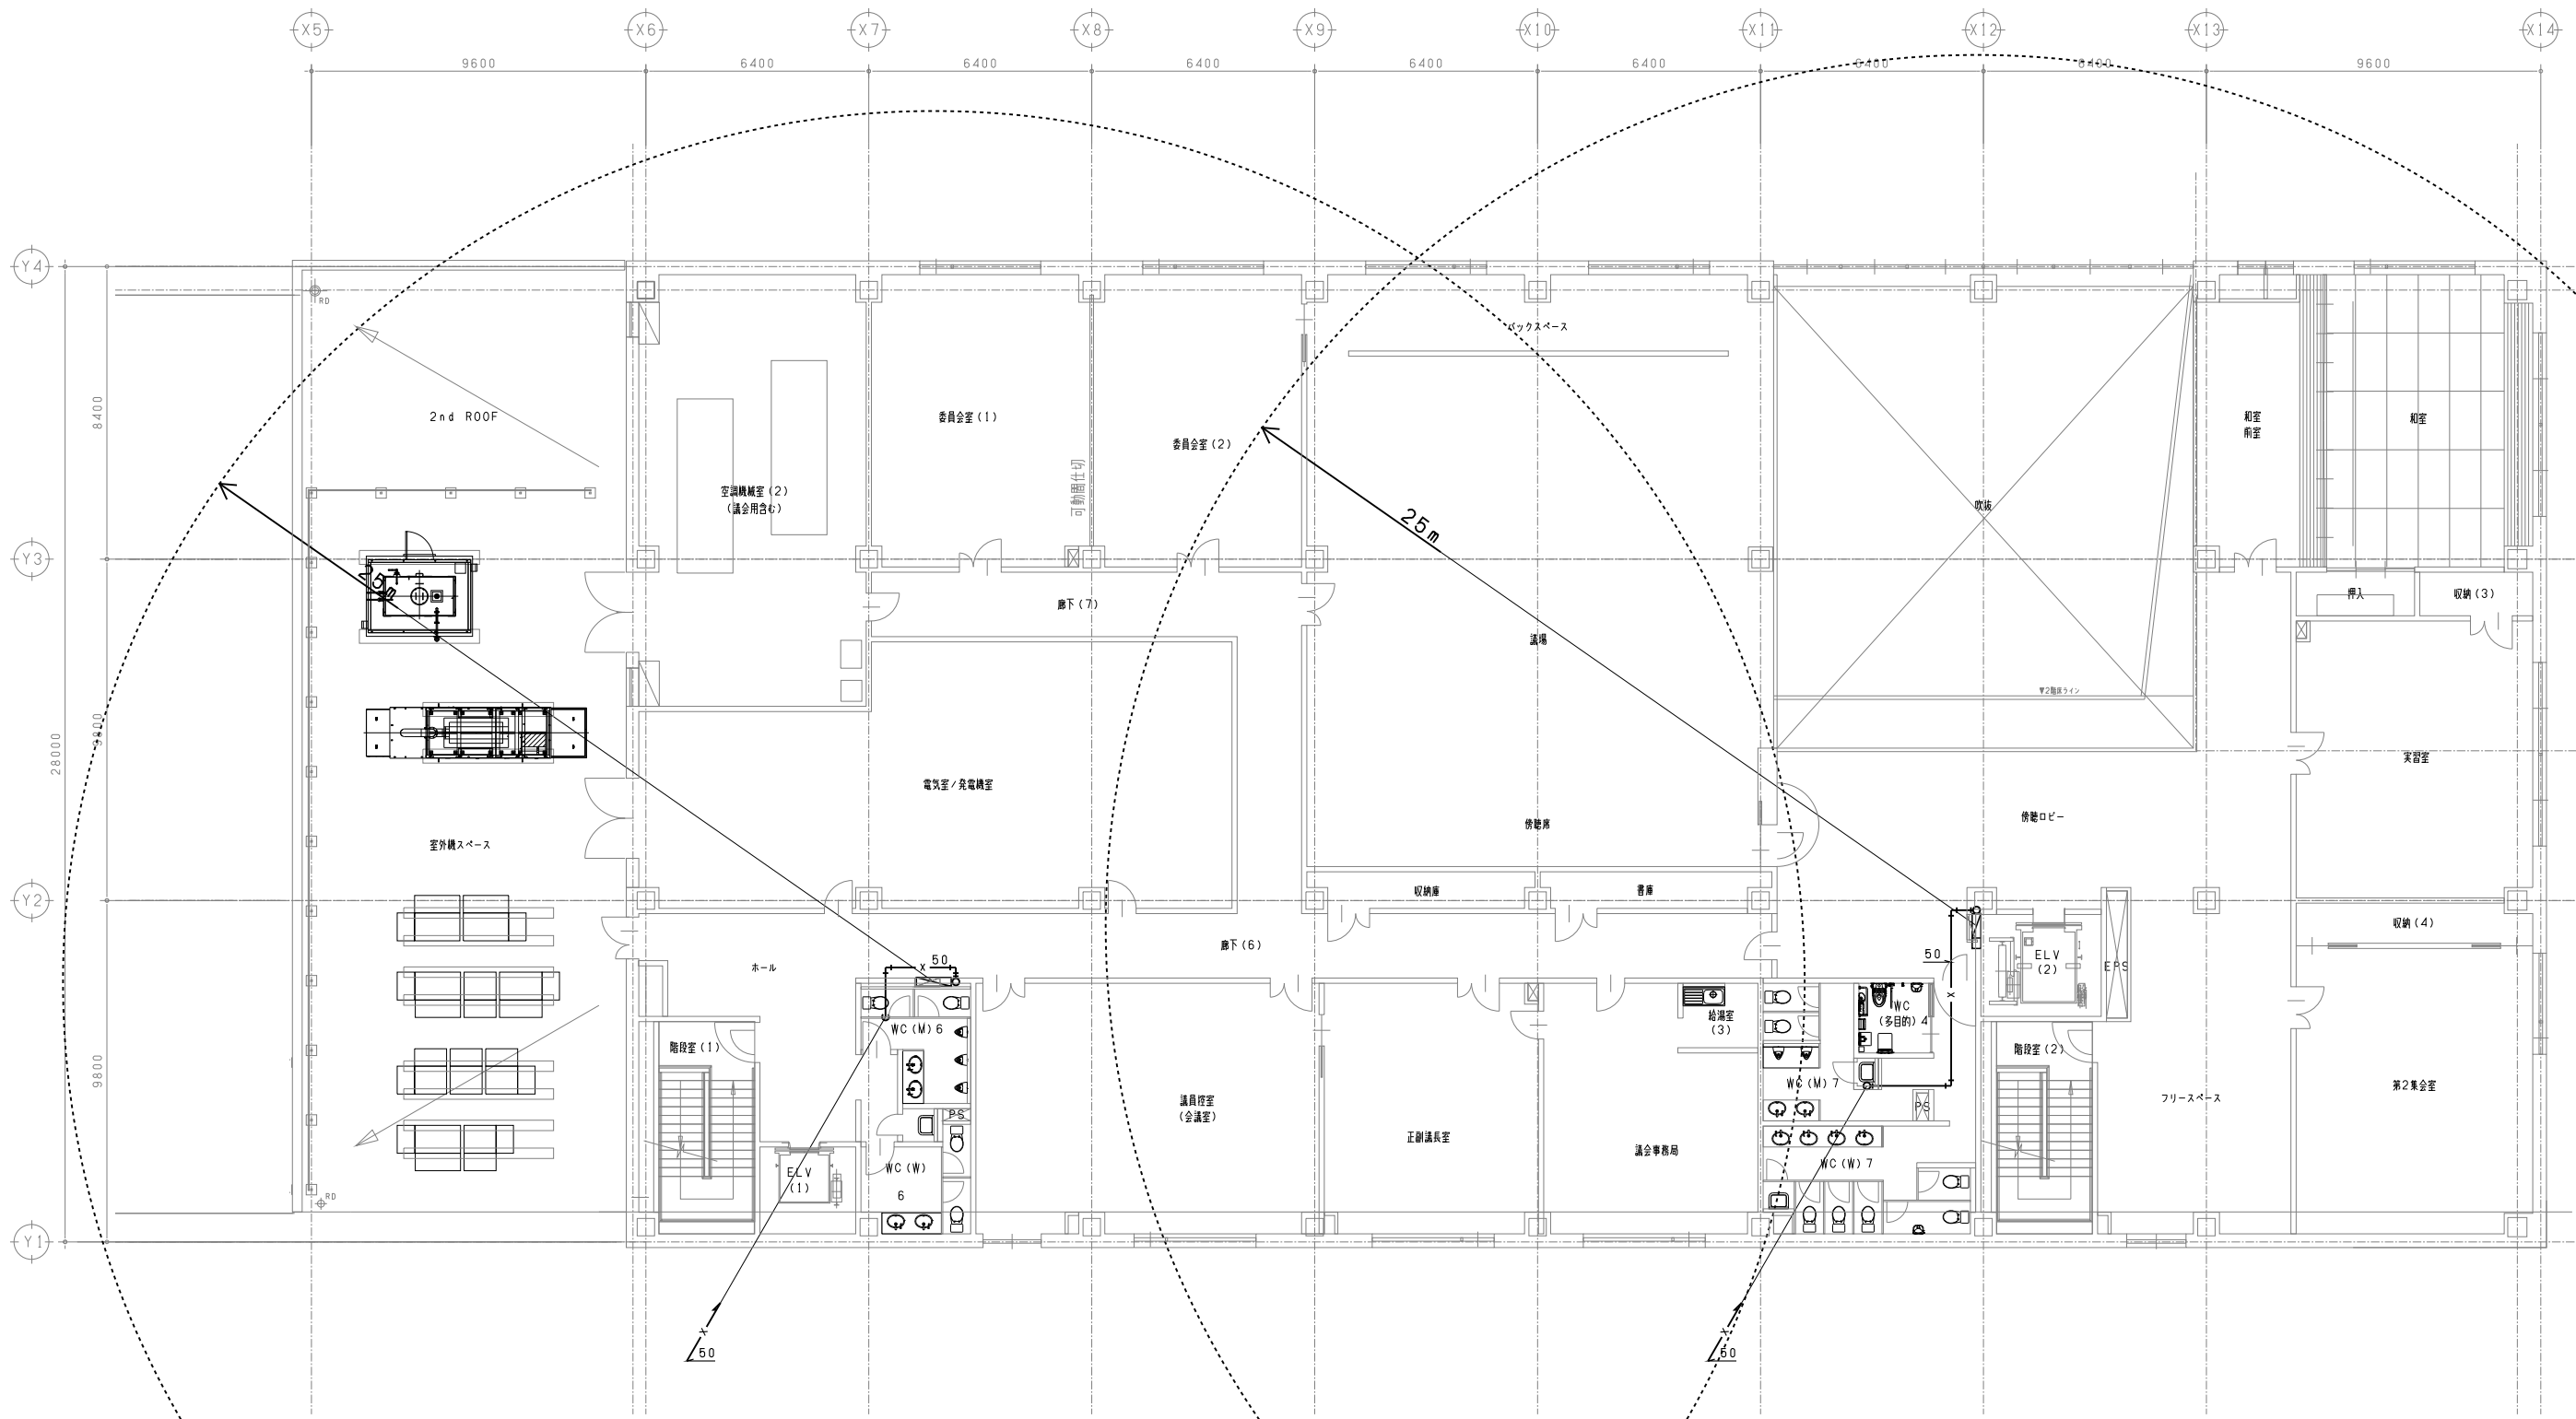 X5
X6
X7
X8
X9
X10
X11
X12
X13
X14
9600
6400
6400
6400
6400
6400
6400
6400
9600
Y4
RD
バックスペース
8400
2nd ROOF
委員会室(1)
委員会室(2)
和室
前室
和室
可動間仕切
空調機械室(2)
(議会用含む)
吹抜
25m
Y3
25m
廊下(7)
押入
収納(3)
議場
9800
28000
実習室
電気室/発電機室
傍聴席
傍聴ロビー
室外機スペース
Y2
収納庫
書庫
収納(4)
廊下(6)
ホール
50
50
ELV
(2)
EPS
WC(M)6
給湯室
(3)
WC
(多目的)4
階段室(1)
階段室(2)
9800
WC(M)7
第2集会室
フリースペース
議員控室
(会議室)
PS
PS
正副議長室
議会事務局
ELV
(1)
WC(W)
6
WC(W)7
RD
Y1
50
50